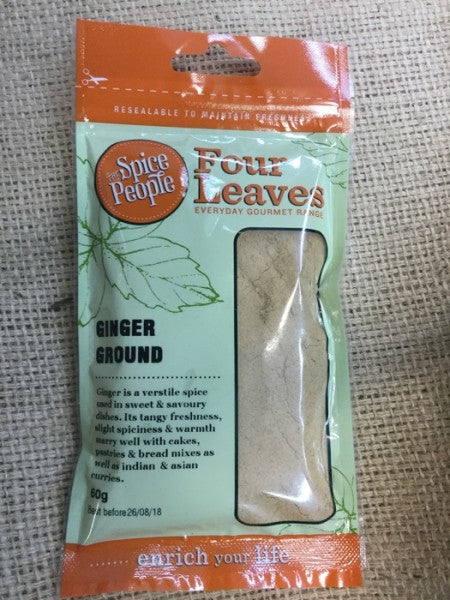 RESEALABLE TO MAINTAIN FRESHNESS
The Spice
People
Four
Leaves
EVERYDAY GOURMET RANGE
GINGER
GROUND
Ginger is a verstile spice
used in sweet & savoury
dishes. Its tangy freshness,
slight spiciness & warmth
marry well with cakes,
pastries & bread mixes as
well as indian & asian
curries.
60g
Best before 26/08/18
enrich your life